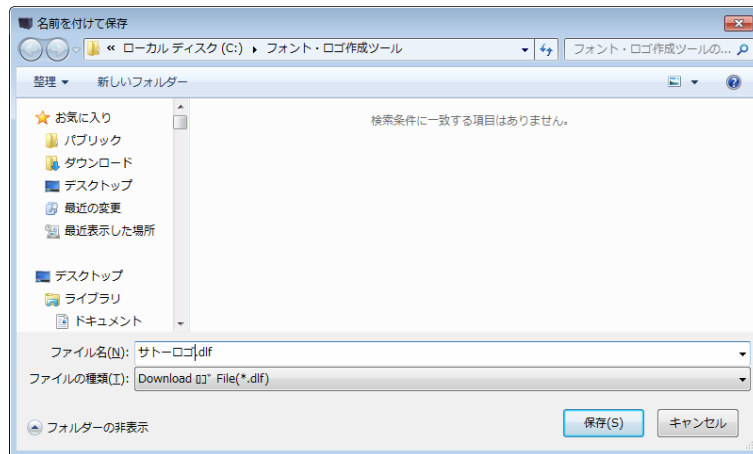 名前を付けて保存
« ローカル ディスク (C:) ▸ フォント・ロゴ作成ツール
フォント・ロゴ作成ツールの...
整理 ▼ 新しいフォルダー
お気に入り
パブリック
ダウンロード
デスクトップ
最近の変更
最近表示した場所
デスクトップ
ライブラリ
ドキュメント
検索条件に一致する項目はありません。
ファイル名(N): サトーロゴ.dlf
ファイルの種類(T): Download ﾛｺﾞ File(*.dlf)
フォルダーの非表示
保存(S)
キャンセル